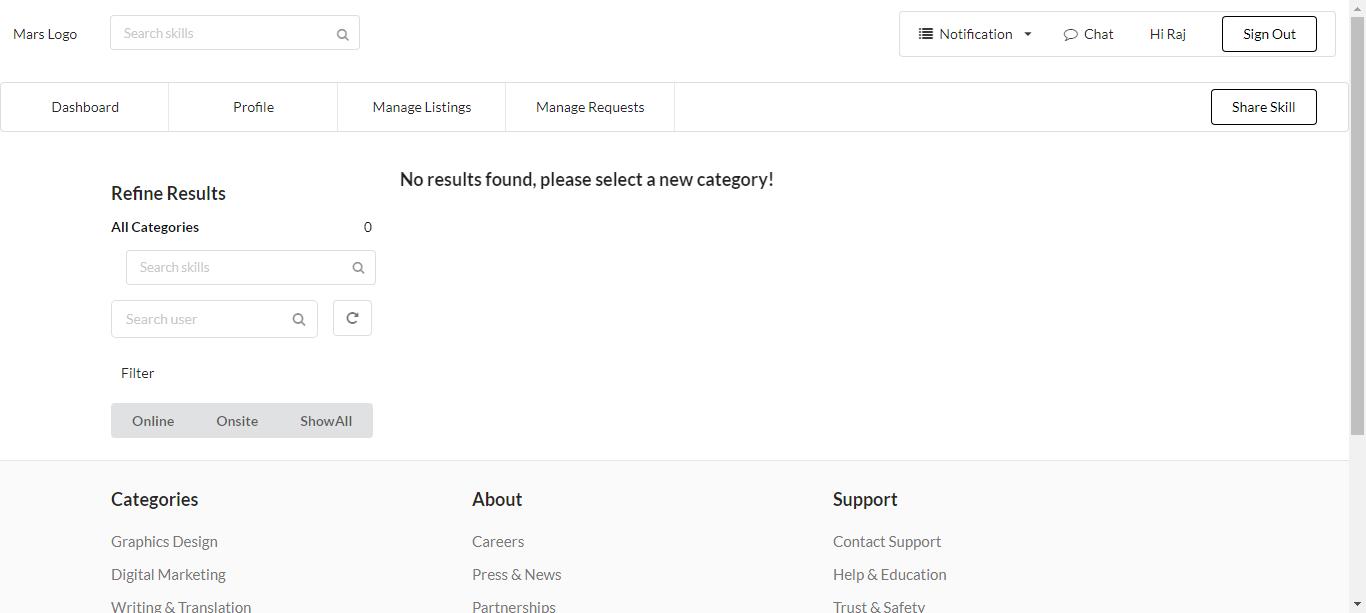 Mars Logo
Search skills
Notification
Chat
Hi Raj
Sign Out
Dashboard
Profile
Manage Listings
Manage Requests
Share Skill
No results found, please select a new category!
Refine Results
All Categories 0
Search skills
Search user
Filter
Online Onsite ShowAll
Categories
Graphics Design
Digital Marketing
Writing & Translation
About
Careers
Press & News
Partnerships
Support
Contact Support
Help & Education
Trust & Safety